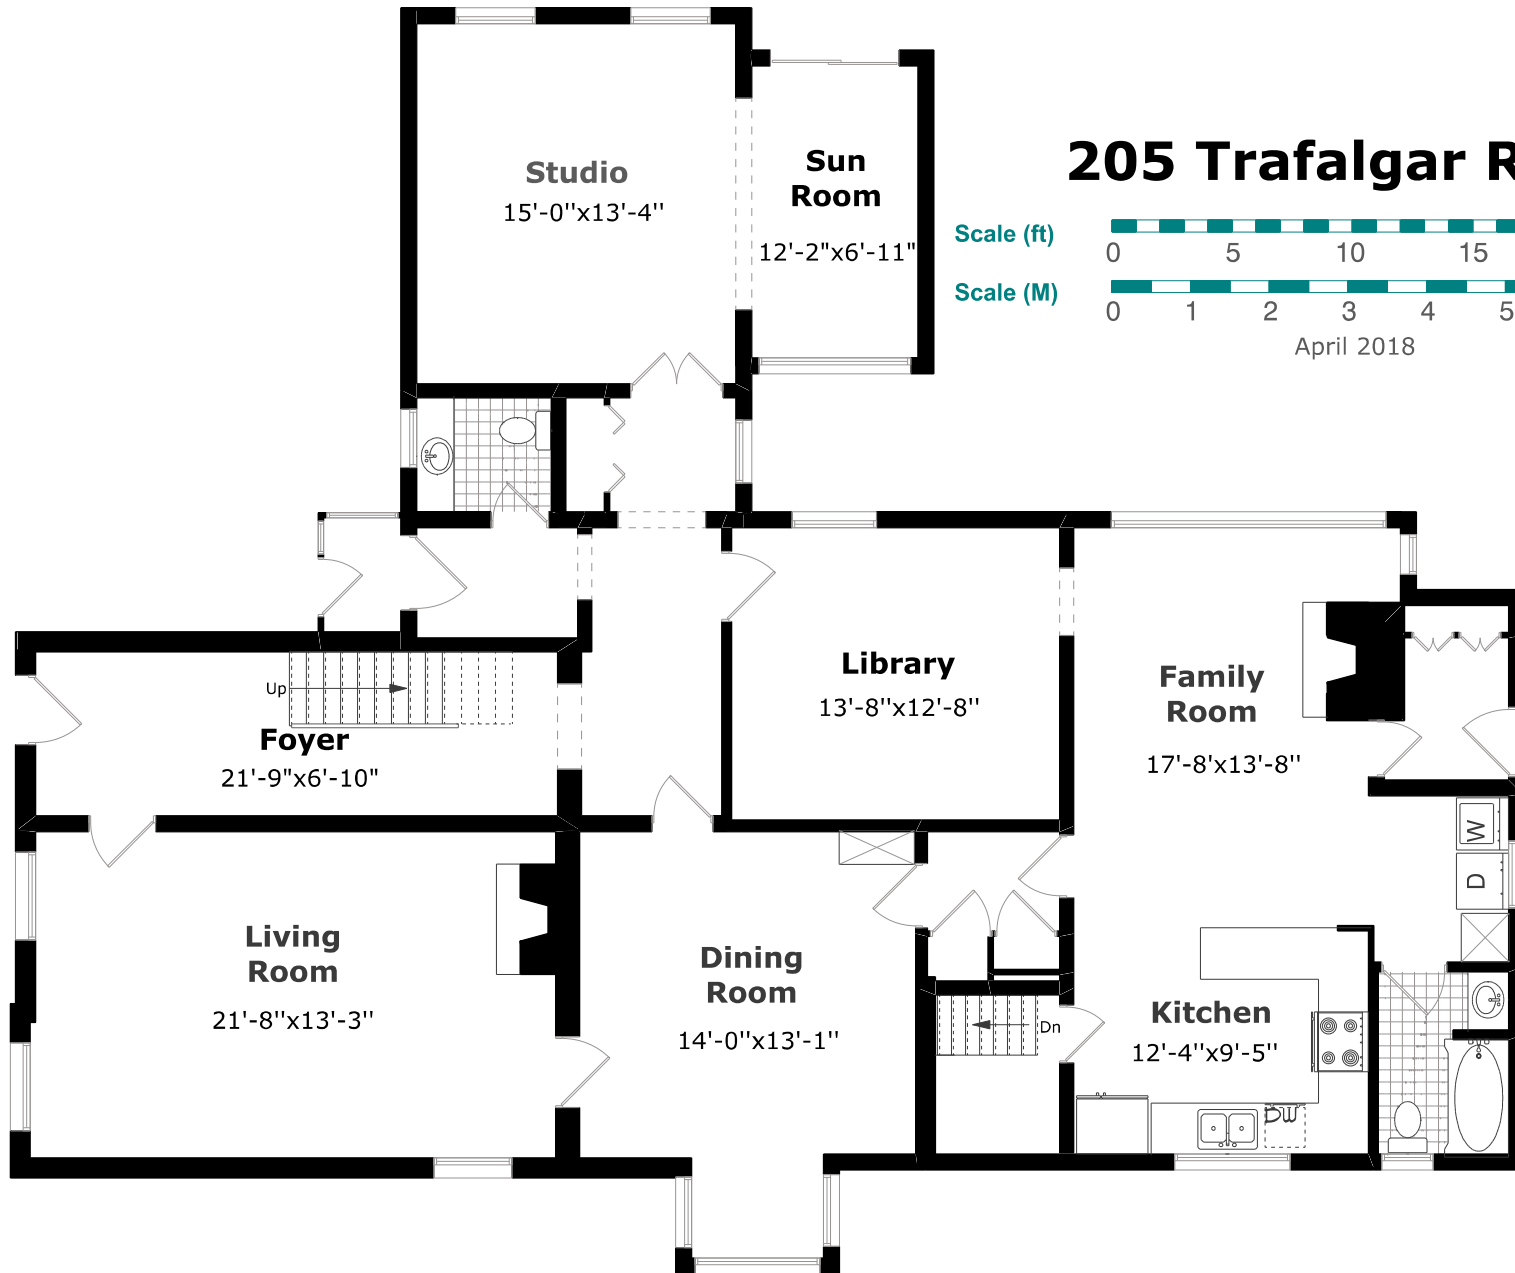 205 Trafalgar R
Scale (ft)
0 5 10 15
Scale (M)
0 1 2 3 4 5
April 2018
Studio
15'-0''x13'-4''
Sun
Room
12'-2"x6'-11"
Up
Foyer
21'-9"x6'-10"
Library
13'-8''x12'-8''
Family
Room
17'-8'x13'-8''
W
D
Living
Room
21'-8''x13'-3''
Dining
Room
14'-0''x13'-1''
Dn
Kitchen
12'-4''x9'-5''
DW